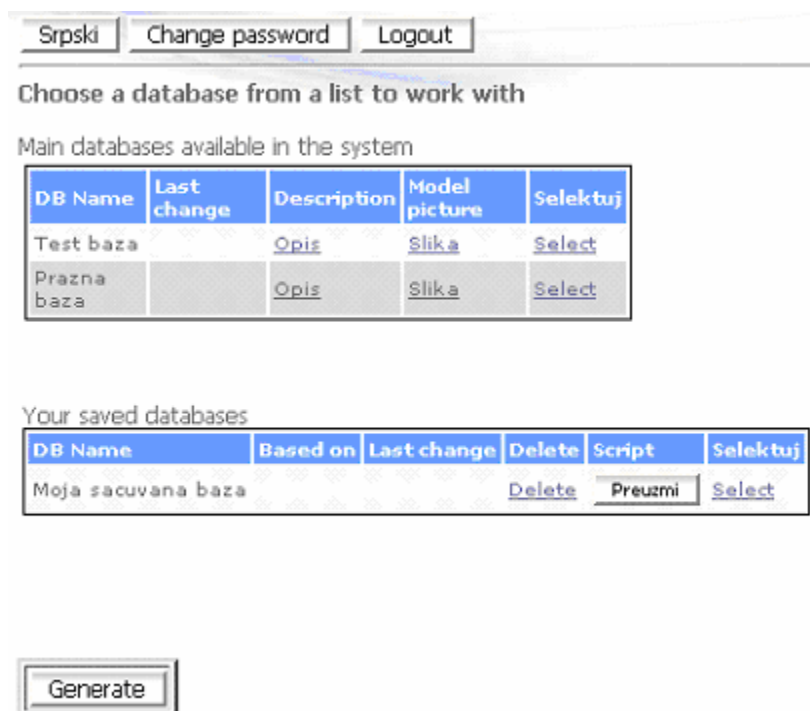 Srpski Change password Logout
Choose a database from a list to work with
Main databases available in the system
DB Name Last change Description Model picture Selektuj
Test baza Opis Slika Select
Prazna baza Opis Slika Select
Your saved databases
DB Name Based on Last change Delete Script Selektuj
Moja sacuvana baza Delete Preuzmi Select
Generate